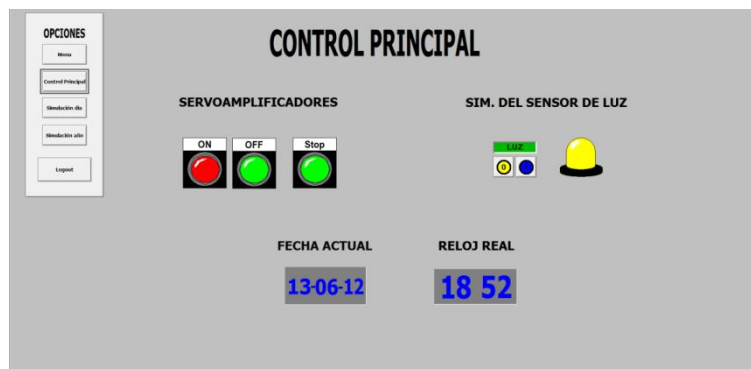 OPCIONES
Menu
Control Principal
Simulación día
Simulación año
Logout
CONTROL PRINCIPAL
SERVOAMPLIFICADORES
ON OFF Stop
SIM. DEL SENSOR DE LUZ
LUZ
0
FECHA ACTUAL
13-06-12
RELOJ REAL
18 52